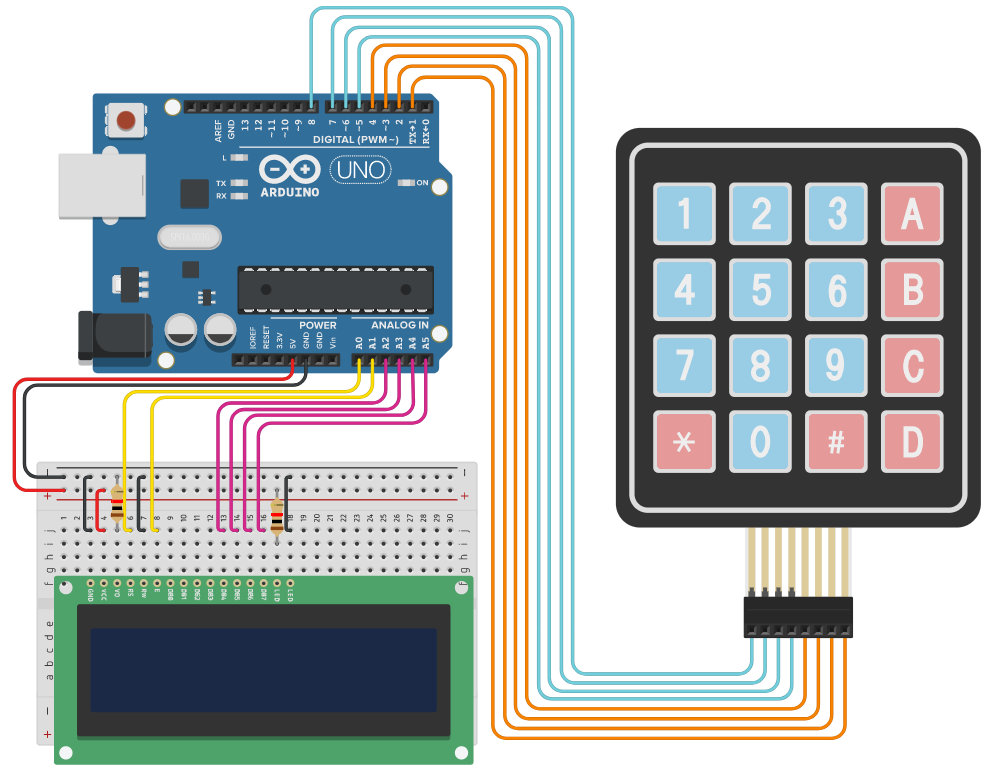 AREF
GND
13
12
~11
~10
~9
8
7
~6
~5
4
~3
2
TX→1
RX←0
DIGITAL (PWM~)
L
TX
RX
ARDUINO
UNO
ON
IOREF
RESET
3.3V
5V
GND
GND
Vin
POWER
ANALOG IN
A0
A1
A2
A3
A4
A5
1 2 3 A
4 5 6 B
7 8 9 C
* 0 # D
− −
+ +
1 2 3 4 5 6 7 8 9 10 11 12 13 14 15 16 17 18 19 20 21 22 23 24 25 26 27 28 29 30
j j
i i
h h
g g
f f
GND VCC VO RS RW E DB0 DB1 DB2 DB3 DB4 DB5 DB6 DB7 LED LED
e
d
c
b
a
−
+